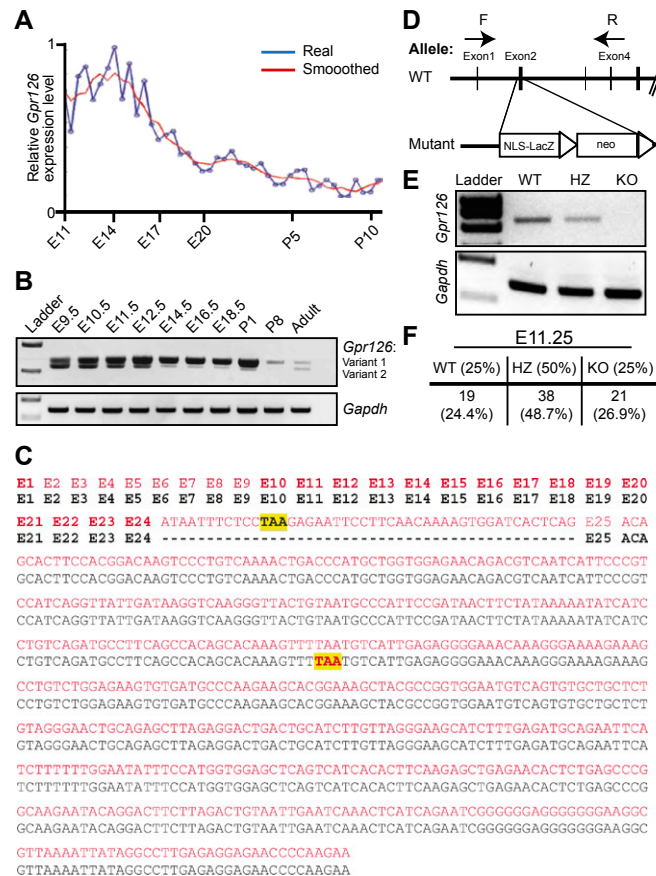 A
Relative Gpr126
expression level
1
0
Real
Smooothed
E11
E14
E17
E20
P5
P10
B
Ladder
E9.5
E10.5
E11.5
E12.5
E14.5
E16.5
E18.5
P1
P8
Adult
Gpr126:
Variant 1
Variant 2
Gapdh
C
E1 E2 E3 E4 E5 E6 E7 E8 E9 E10 E11 E12 E13 E14 E15 E16 E17 E18 E19 E20
E1 E2 E3 E4 E5 E6 E7 E8 E9 E10 E11 E12 E13 E14 E15 E16 E17 E18 E19 E20
E21 E22 E23 E24 ATAATTTCTCCTAAGAGAATTCCTTCAACAAAAGTGGATCACTCAG E25 ACA
E21 E22 E23 E24 ---------------------------------------------- E25 ACA
GCACTTCCACGGACAAGTCCCTGTCAAAACTGACCCATGCTGGTGGAGAACAGACGTCAATCATTCCCGT
GCACTTCCACGGACAAGTCCCTGTCAAAACTGACCCATGCTGGTGGAGAACAGACGTCAATCATTCCCGT
CCATCAGGTTATTGATAAGGTCAAGGGTTACTGTAATGCCCATTCCGATAACTTCTATAAAAATATCATC
CCATCAGGTTATTGATAAGGTCAAGGGTTACTGTAATGCCCATTCCGATAACTTCTATAAAAATATCATC
CTGTCAGATGCCTTCAGCCACAGCACAAAGTTTTAATGTCATTGAGAGGGGAAACAAAGGGAAAAGAAAG
CTGTCAGATGCCTTCAGCCACAGCACAAAGTTTTAATGTCATTGAGAGGGGAAACAAAGGGAAAAGAAAG
CCTGTCTGGAGAAGTGTGATGCCCAAGAAGCACGGAAAGCTACGCCGGTGGAATGTCAGTGTGCTGCTCT
CCTGTCTGGAGAAGTGTGATGCCCAAGAAGCACGGAAAGCTACGCCGGTGGAATGTCAGTGTGCTGCTCT
GTAGGGAACTGCAGAGCTTAGAGGACTGACTGCATCTTGTTAGGGAAGCATCTTTGAGATGCAGAATTCA
GTAGGGAACTGCAGAGCTTAGAGGACTGACTGCATCTTGTTAGGGAAGCATCTTTGAGATGCAGAATTCA
TCTTTTTTGGAATATTTCCATGGTGGAGCTCAGTCATCACACTTCAAGAGCTGAGAACACTCTGAGCCCG
TCTTTTTTGGAATATTTCCATGGTGGAGCTCAGTCATCACACTTCAAGAGCTGAGAACACTCTGAGCCCG
GCAAGAATACAGGACTTCTTAGACTGTAATTGAATCAAACTCATCAGAATCGGGGGGAGGGGGGGAAGGC
GCAAGAATACAGGACTTCTTAGACTGTAATTGAATCAAACTCATCAGAATCGGGGGGAGGGGGGGAAGGC
GTTAAAATTATAGGCCTTGAGAGGAGAACCCCAAGAA
GTTAAAATTATAGGCCTTGAGAGGAGAACCCCAAGAA
D
F
R
Allele:
Exon1
Exon2
Exon4
WT
Mutant
NLS-LacZ
neo
E
Ladder
WT
HZ
KO
Gpr126
Gapdh
F
E11.25
WT (25%) HZ (50%) KO (25%)
19 38 21
(24.4%) (48.7%) (26.9%)